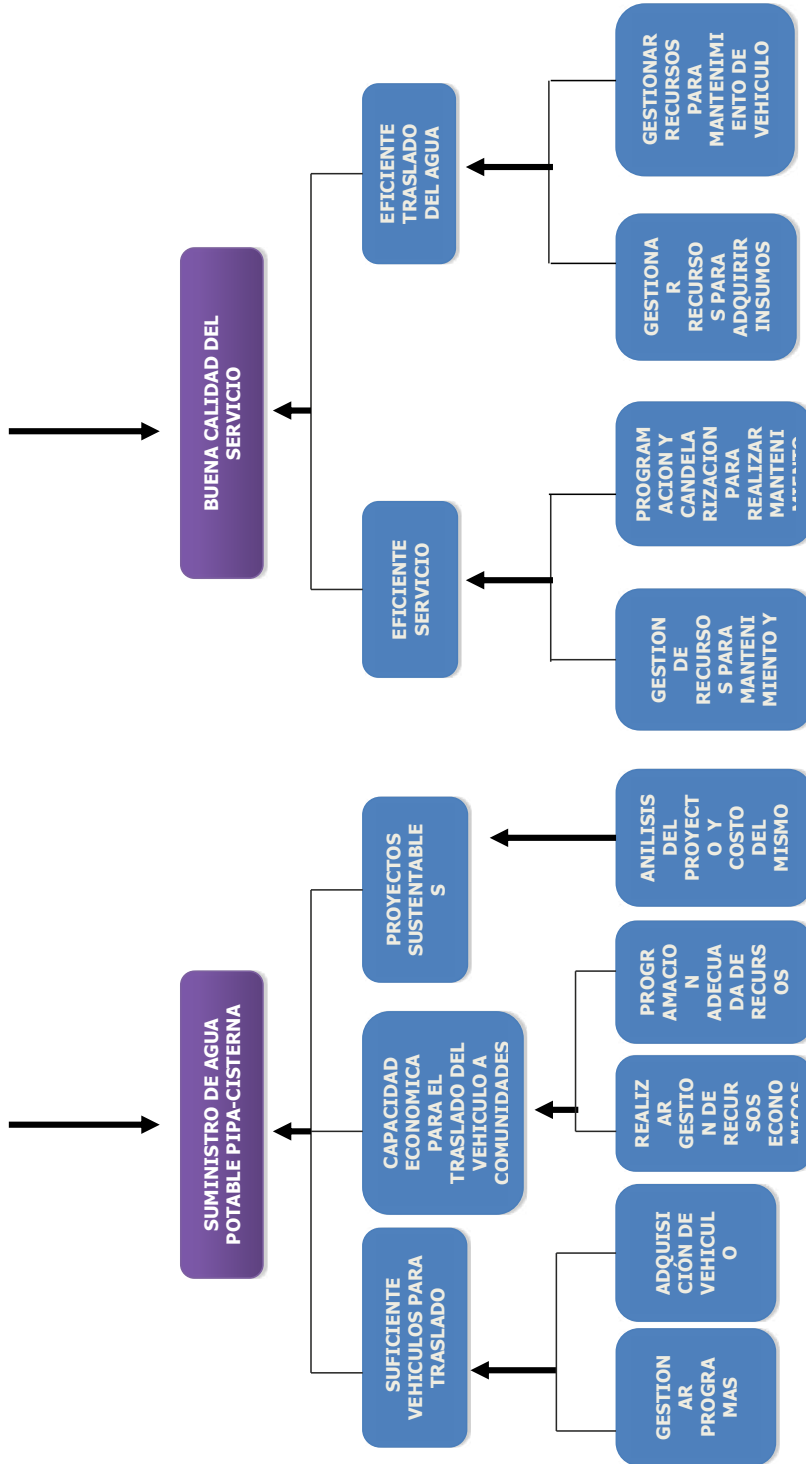 SUMINISTRO DE AGUA
POTABLE PIPA-CISTERNA
BUENA CALIDAD DEL
SERVICIO
SUFICIENTE
VEHICULOS PARA
TRASLADO
CAPACIDAD
ECONOMICA
PARA EL
TRASLADO DEL
VEHICULO A
COMUNIDADES
PROYECTOS
SUSTENTABLE
S
EFICIENTE
SERVICIO
EFICIENTE
TRASLADO
DEL AGUA
GESTION
AR
PROGRA
MAS
ADQUISI
CIÓN DE
VEHICUL
O
REALIZ
AR
GESTIO
N DE
RECUR
SOS
ECONO
MICOS
PROGR
AMACIO
N
ADECUA
DA DE
RECURS
OS
ANILISIS
DEL
PROYECT
O Y
COSTO
DEL
MISMO
GESTION
DE
RECURSO
S PARA
MANTENI
MIENTO Y
PROGRAM
ACION Y
CANDELA
RIZACION
PARA
REALIZAR
MANTENI
MIENTO
GESTIONA
R
RECURSO
S PARA
ADQUIRIR
INSUMOS
GESTIONAR
RECURSOS
PARA
MANTENIMI
ENTO DE
VEHICULO